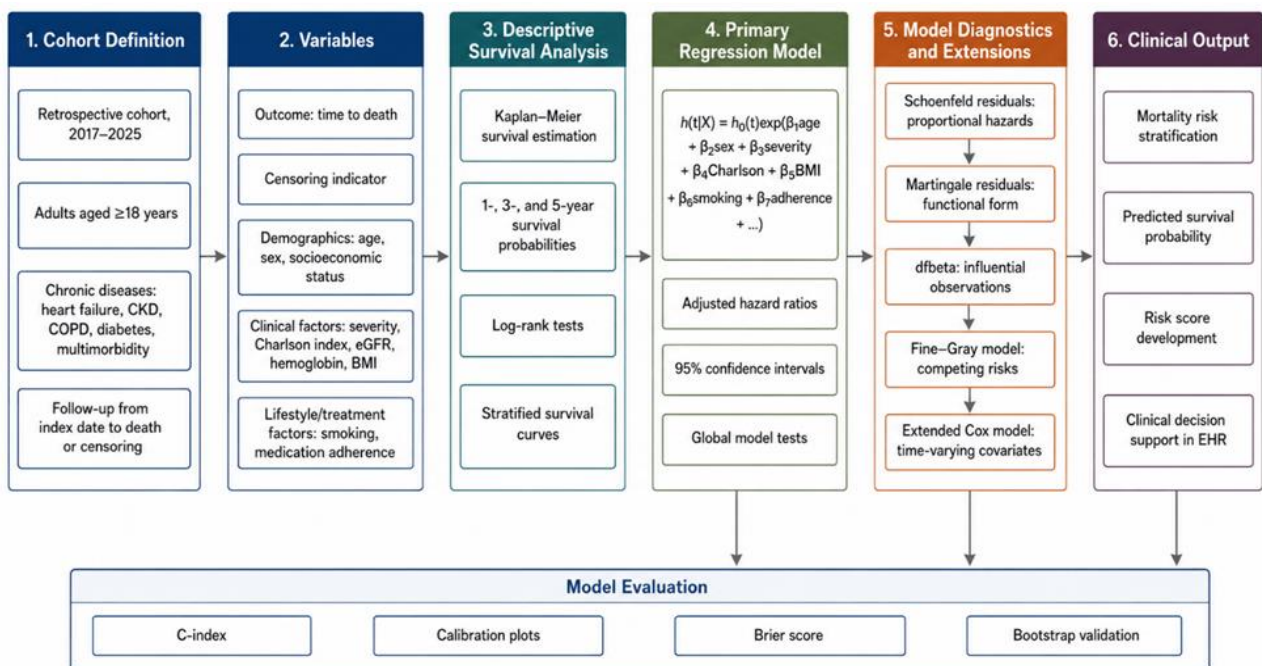 1. Cohort Definition
Retrospective cohort,
2017–2025
Adults aged ≥18 years
Chronic diseases:
heart failure, CKD,
COPD, diabetes,
multimorbidity
Follow-up from
index date to death
or censoring
2. Variables
Outcome: time to death
Censoring indicator
Demographics: age,
sex, socioeconomic
status
Clinical factors: severity,
Charlson index, eGFR,
hemoglobin, BMI
Lifestyle/treatment
factors: smoking,
medication adherence
3. Descriptive
Survival Analysis
Kaplan–Meier
survival estimation
1-, 3-, and 5-year
survival
probabilities
Log-rank tests
Stratified survival
curves
4. Primary
Regression Model
h(t|X) = h₀(t)exp(β₁age
+ β₂sex + β₃severity
+ β₄Charlson + β₅BMI
+ β₆smoking + β₇adherence
+ ...)
Adjusted hazard ratios
95% confidence intervals
Global model tests
5. Model Diagnostics
and Extensions
Schoenfeld residuals:
proportional hazards
Martingale residuals:
functional form
dfbeta: influential
observations
Fine–Gray model:
competing risks
Extended Cox model:
time-varying covariates
6. Clinical Output
Mortality risk
stratification
Predicted survival
probability
Risk score
development
Clinical decision
support in EHR
Model Evaluation
C-index
Calibration plots
Brier score
Bootstrap validation